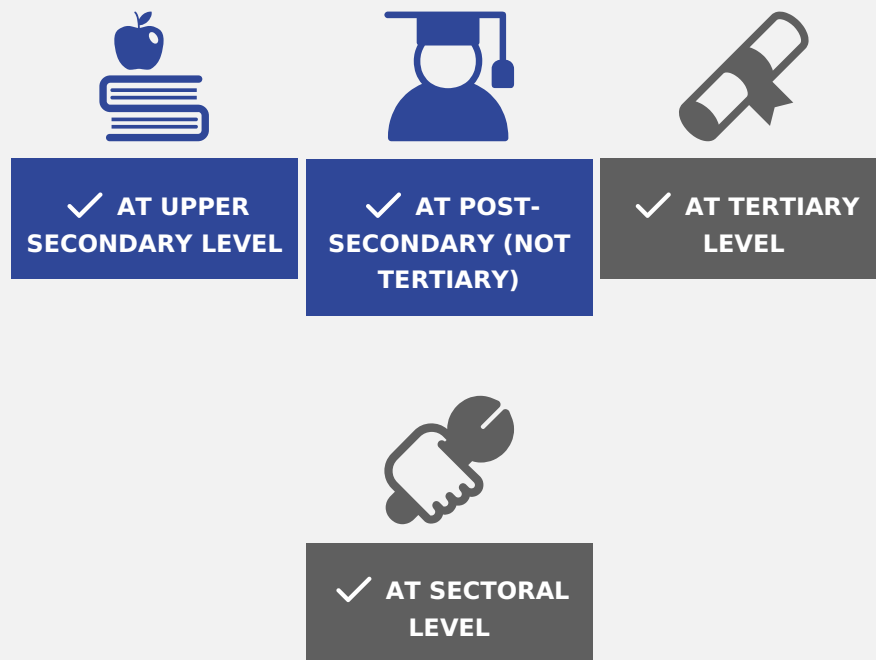 ✓ AT UPPER
SECONDARY LEVEL
✓ AT POST-
SECONDARY (NOT
TERTIARY)
✓ AT TERTIARY
LEVEL
✓ AT SECTORAL
LEVEL